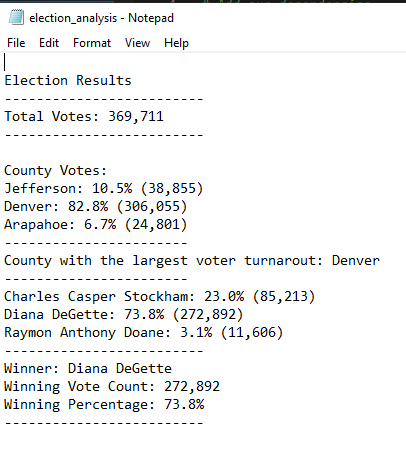 election_analysis - Notepad
File Edit Format View Help
Election Results
-------------------------
Total Votes: 369,711
-------------------------
County Votes:
Jefferson: 10.5% (38,855)
Denver: 82.8% (306,055)
Arapahoe: 6.7% (24,801)
-----------------------
County with the largest voter turnarout: Denver
-----------------------
Charles Casper Stockham: 23.0% (85,213)
Diana DeGette: 73.8% (272,892)
Raymon Anthony Doane: 3.1% (11,606)
-------------------------
Winner: Diana DeGette
Winning Vote Count: 272,892
Winning Percentage: 73.8%
-------------------------